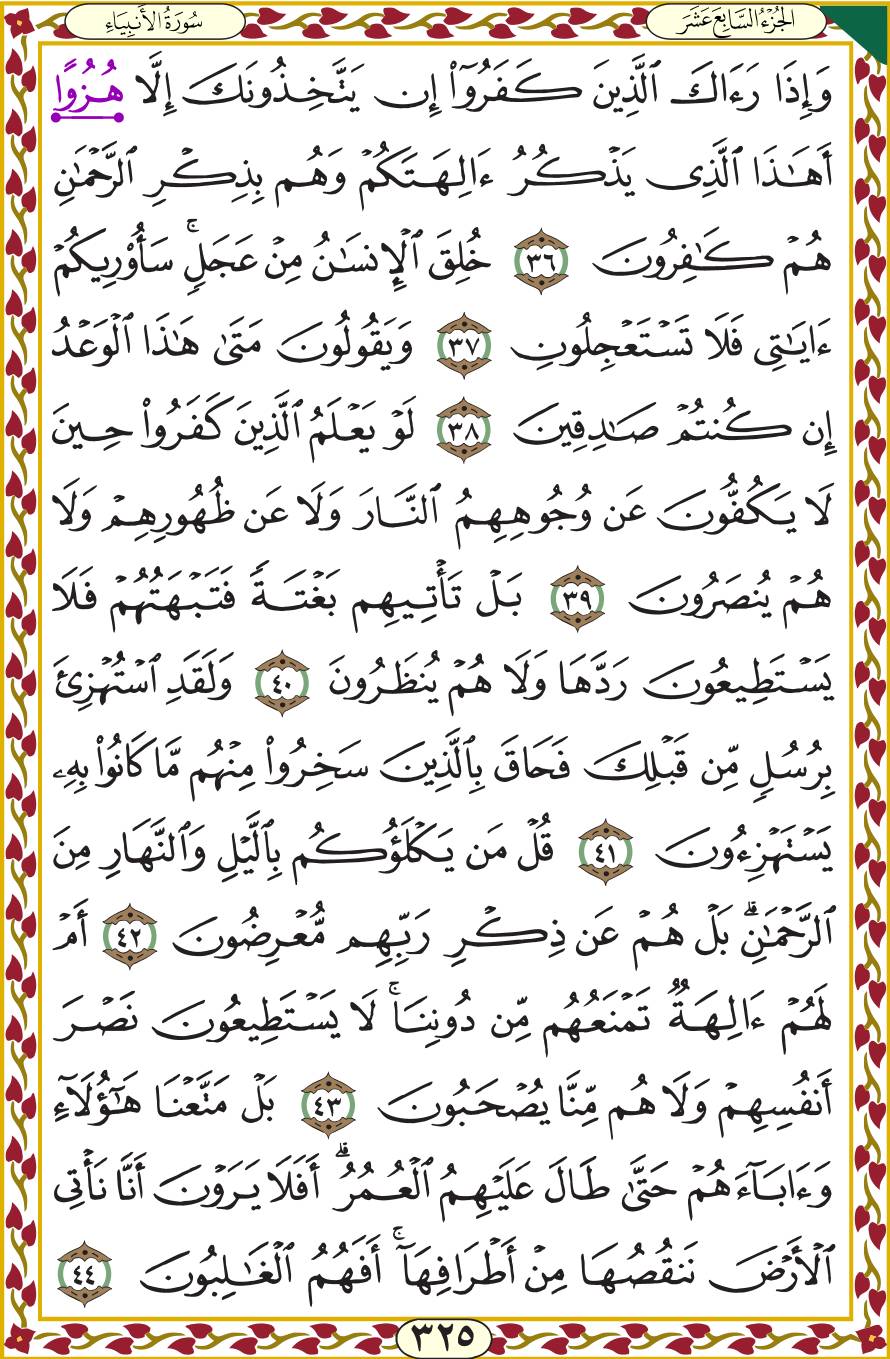 الجُزْءُ السَّابِعَ عَشَرَ
سُورَةُ الأَنبِيَاءِ
وَإِذَا رَءَاكَ ٱلَّذِينَ كَفَرُوٓاْ إِن يَتَّخِذُونَكَ إِلَّا هُزُوًا
أَهَٰذَا ٱلَّذِى يَذْكُرُ ءَالِهَتَكُمْ وَهُم بِذِكْرِ ٱلرَّحْمَٰنِ
هُمْ كَٰفِرُونَ ٣٦ خُلِقَ ٱلْإِنسَٰنُ مِنْ عَجَلٍۚ سَأُوْرِيكُمْ
ءَايَٰتِى فَلَا تَسْتَعْجِلُونِ ٣٧ وَيَقُولُونَ مَتَىٰ هَٰذَا ٱلْوَعْدُ
إِن كُنتُمْ صَٰدِقِينَ ٣٨ لَوْ يَعْلَمُ ٱلَّذِينَ كَفَرُواْ حِينَ
لَا يَكُفُّونَ عَن وُجُوهِهِمُ ٱلنَّارَ وَلَا عَن ظُهُورِهِمْ وَلَا
هُمْ يُنصَرُونَ ٣٩ بَلْ تَأْتِيهِم بَغْتَةً فَتَبْهَتُهُمْ فَلَا
يَسْتَطِيعُونَ رَدَّهَا وَلَا هُمْ يُنظَرُونَ ٤٠ وَلَقَدِ ٱسْتُهْزِئَ
بِرُسُلٍ مِّن قَبْلِكَ فَحَاقَ بِٱلَّذِينَ سَخِرُواْ مِنْهُم مَّا كَانُواْ بِهِۦ
يَسْتَهْزِءُونَ ٤١ قُلْ مَن يَكْلَؤُكُم بِٱلَّيْلِ وَٱلنَّهَارِ مِنَ
ٱلرَّحْمَٰنِۗ بَلْ هُمْ عَن ذِكْرِ رَبِّهِم مُّعْرِضُونَ ٤٢ أَمْ
لَهُمْ ءَالِهَةٌ تَمْنَعُهُم مِّن دُونِنَاۚ لَا يَسْتَطِيعُونَ نَصْرَ
أَنفُسِهِمْ وَلَا هُم مِّنَّا يُصْحَبُونَ ٤٣ بَلْ مَتَّعْنَا هَٰٓؤُلَآءِ
وَءَابَآءَهُمْ حَتَّىٰ طَالَ عَلَيْهِمُ ٱلْعُمُرُۗ أَفَلَا يَرَوْنَ أَنَّا نَأْتِى
ٱلْأَرْضَ نَنقُصُهَا مِنْ أَطْرَافِهَآۚ أَفَهُمُ ٱلْغَٰلِبُونَ ٤٤
٣٢٥